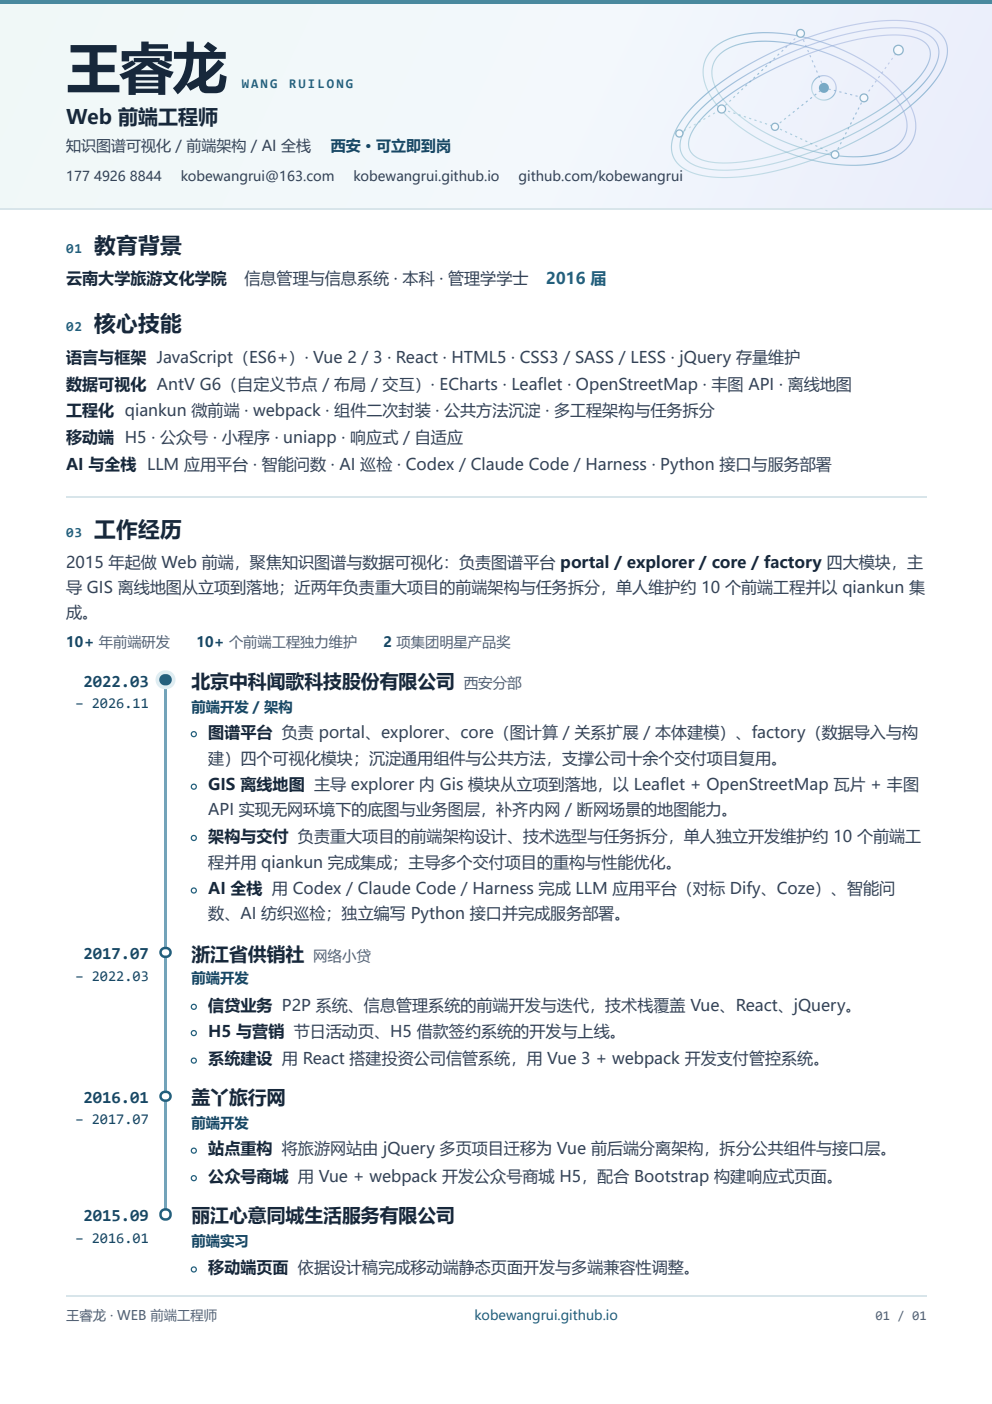 王睿龙 WANG RUILONG
Web 前端工程师
知识图谱可视化 / 前端架构 / AI 全栈 西安 · 可立即到岗
177 4926 8844 kobewangrui@163.com kobewangrui.github.io github.com/kobewangrui
01 教育背景
云南大学旅游文化学院 信息管理与信息系统 · 本科 · 管理学学士 2016 届
02 核心技能
语言与框架 JavaScript（ES6+）· Vue 2 / 3 · React · HTML5 · CSS3 / SASS / LESS · jQuery 存量维护
数据可视化 AntV G6（自定义节点 / 布局 / 交互）· ECharts · Leaflet · OpenStreetMap · 丰图 API · 离线地图
工程化 qiankun 微前端 · webpack · 组件二次封装 · 公共方法沉淀 · 多工程架构与任务拆分
移动端 H5 · 公众号 · 小程序 · uniapp · 响应式 / 自适应
AI 与全栈 LLM 应用平台 · 智能问数 · AI 巡检 · Codex / Claude Code / Harness · Python 接口与服务部署
03 工作经历
2015 年起做 Web 前端，聚焦知识图谱与数据可视化：负责图谱平台 portal / explorer / core / factory 四大模块，主
导 GIS 离线地图从立项到落地；近两年负责重大项目的前端架构与任务拆分，单人维护约 10 个前端工程并以 qiankun 集
成。
10+ 年前端研发 10+ 个前端工程独力维护 2 项集团明星产品奖
2022.03 北京中科闻歌科技股份有限公司 西安分部
– 2026.11 前端开发 / 架构
图谱平台 负责 portal、explorer、core（图计算 / 关系扩展 / 本体建模）、factory（数据导入与构
建）四个可视化模块；沉淀通用组件与公共方法，支撑公司十余个交付项目复用。
GIS 离线地图 主导 explorer 内 Gis 模块从立项到落地，以 Leaflet + OpenStreetMap 瓦片 + 丰图
API 实现无网环境下的底图与业务图层，补齐内网 / 断网场景的地图能力。
架构与交付 负责重大项目的前端架构设计、技术选型与任务拆分，单人独立开发维护约 10 个前端工
程并用 qiankun 完成集成；主导多个交付项目的重构与性能优化。
AI 全栈 用 Codex / Claude Code / Harness 完成 LLM 应用平台（对标 Dify、Coze）、智能问
数、AI 纺织巡检；独立编写 Python 接口并完成服务部署。
2017.07 浙江省供销社 网络小贷
– 2022.03 前端开发
信贷业务 P2P 系统、信息管理系统的前端开发与迭代，技术栈覆盖 Vue、React、jQuery。
H5 与营销 节日活动页、H5 借款签约系统的开发与上线。
系统建设 用 React 搭建投资公司信管系统，用 Vue 3 + webpack 开发支付管控系统。
2016.01 盖丫旅行网
– 2017.07 前端开发
站点重构 将旅游网站由 jQuery 多页项目迁移为 Vue 前后端分离架构，拆分公共组件与接口层。
公众号商城 用 Vue + webpack 开发公众号商城 H5，配合 Bootstrap 构建响应式页面。
2015.09 丽江心意同城生活服务有限公司
– 2016.01 前端实习
移动端页面 依据设计稿完成移动端静态页面开发与多端兼容性调整。
王睿龙 · WEB 前端工程师 kobewangrui.github.io 01 / 01